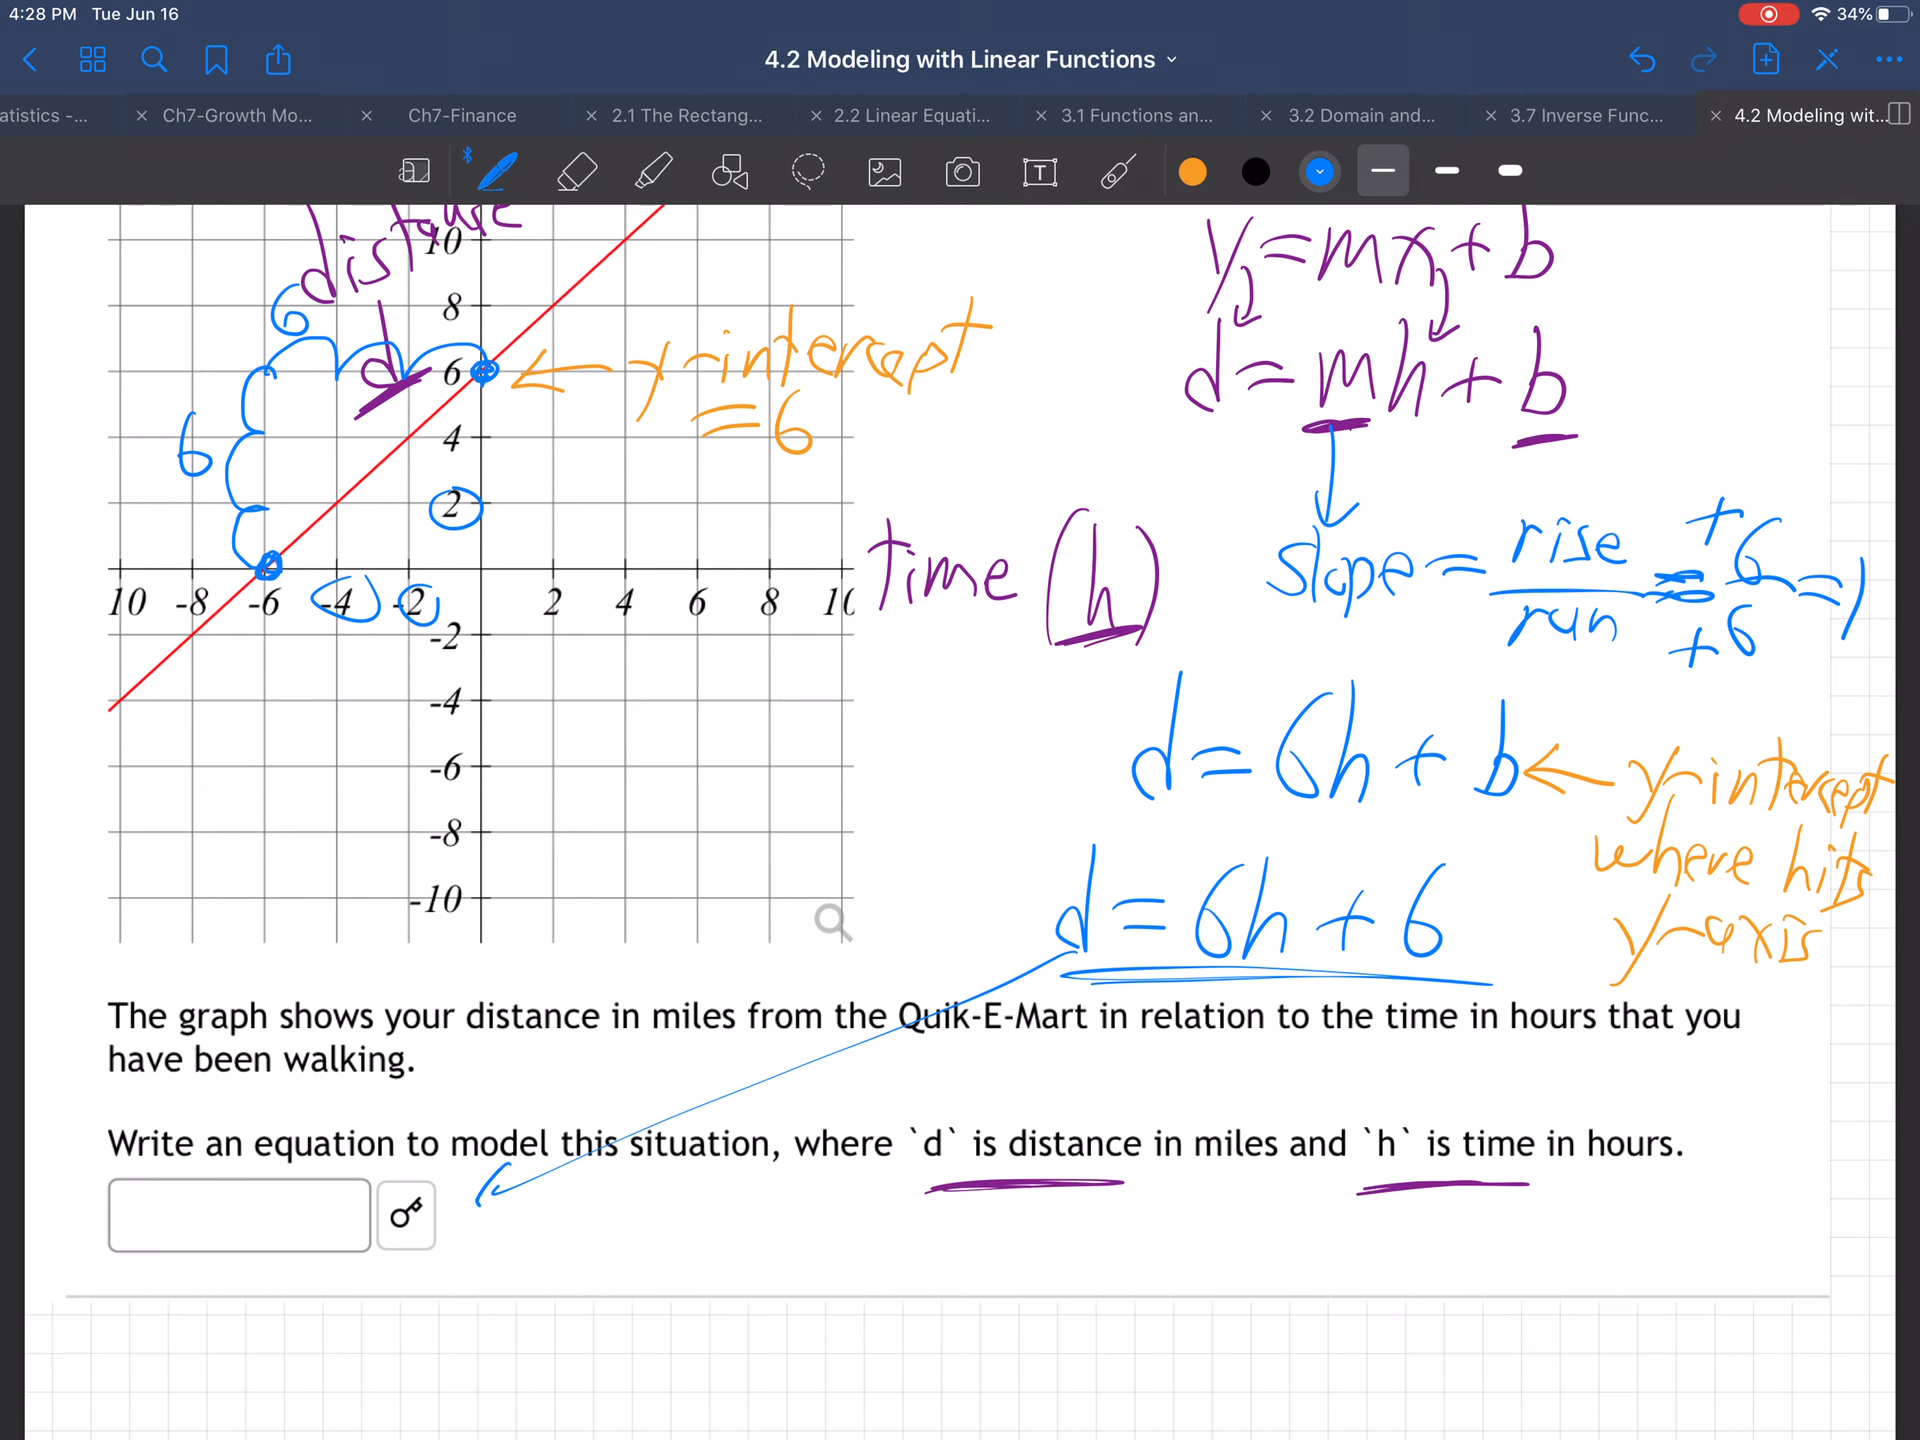 4:28 PM Tue Jun 16
34%
4.2 Modeling with Linear Functions
atistics -...
× Ch7-Growth Mo...
× Ch7-Finance
× 2.1 The Rectang...
× 2.2 Linear Equati...
× 3.1 Functions an...
× 3.2 Domain and...
× 3.7 Inverse Func...
× 4.2 Modeling wit...
T
distance
d
10
8
6
4
2
10 -8 -6 -4 -2 2 4 6 8 10
-2
-4
-6
-8
-10
6
6
y-intercept
= 6
time (h)
y = mx + b
d = mh + b
slope = rise/run = +6/+6 = 1
d = 6h + b
y-intercept
where hits
y-axis
d = 6h + 6
The graph shows your distance in miles from the Quik-E-Mart in relation to the time in hours that you
have been walking.
Write an equation to model this situation, where `d` is distance in miles and `h` is time in hours.